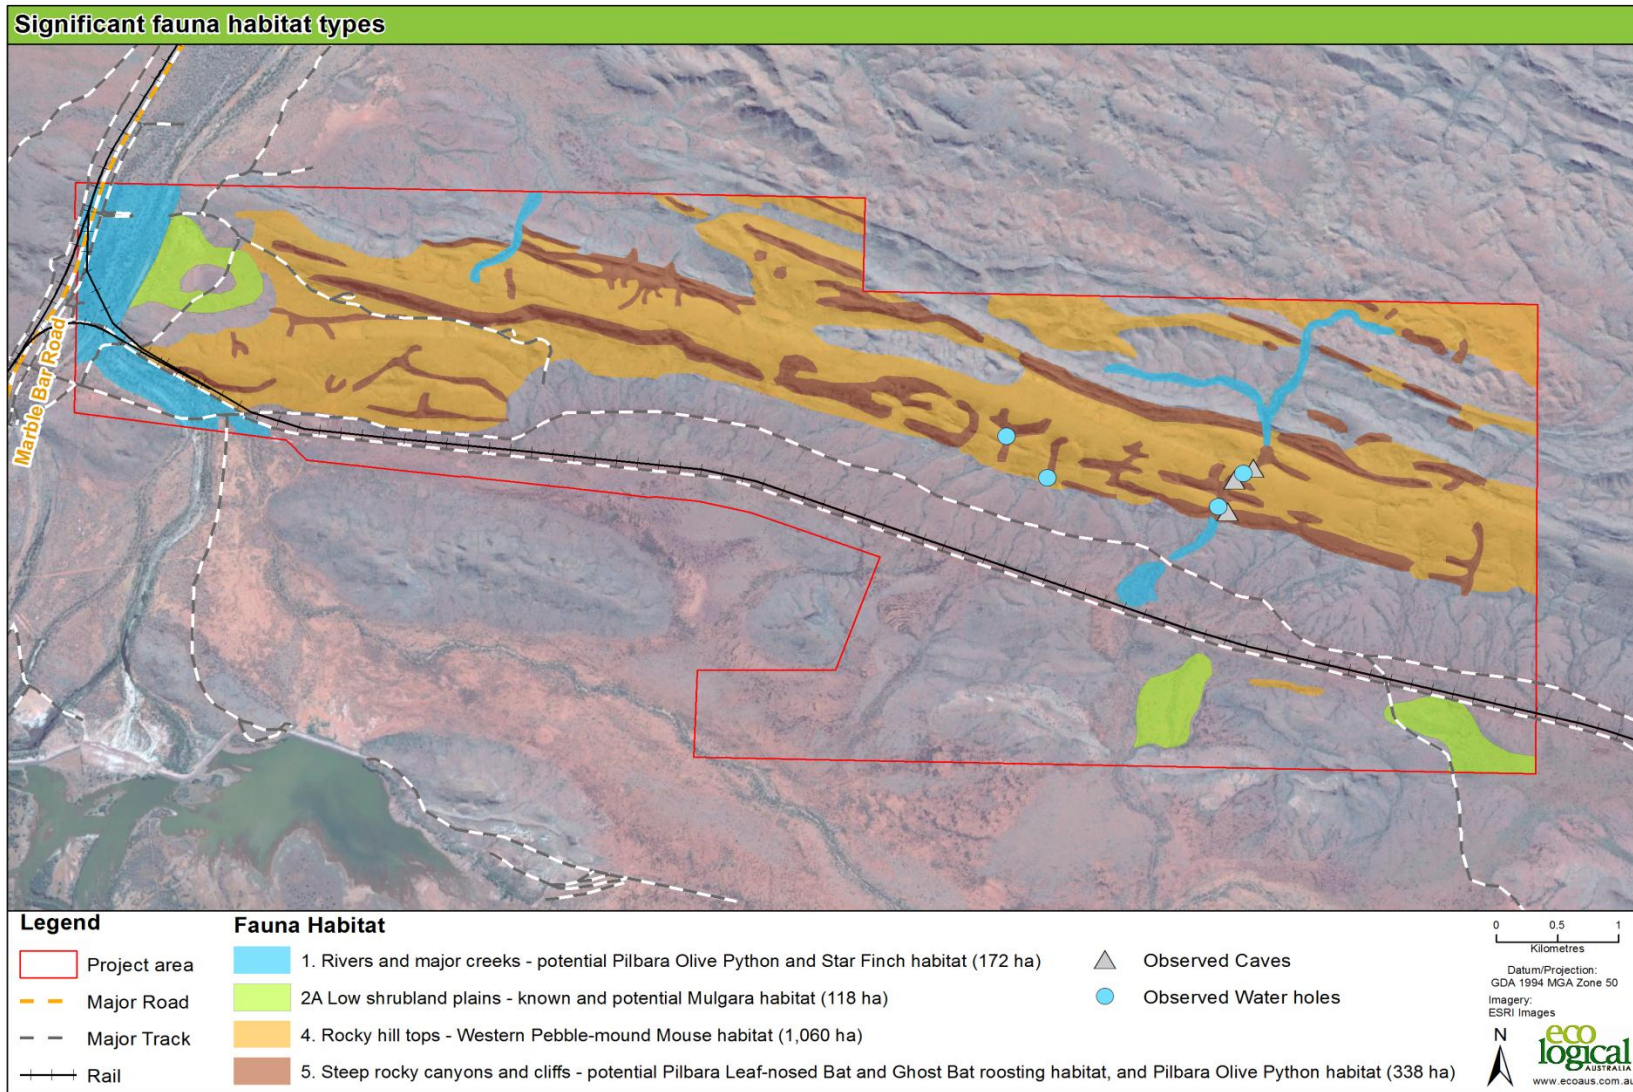 Significant fauna habitat types
Marble Bar Road
Legend
Project area
Major Road
Major Track
Rail
Fauna Habitat
1. Rivers and major creeks - potential Pilbara Olive Python and Star Finch habitat (172 ha)
2A Low shrubland plains - known and potential Mulgara habitat (118 ha)
4. Rocky hill tops - Western Pebble-mound Mouse habitat (1,060 ha)
5. Steep rocky canyons and cliffs - potential Pilbara Leaf-nosed Bat and Ghost Bat roosting habitat, and Pilbara Olive Python habitat (338 ha)
Observed Caves
Observed Water holes
0 0.5 1
Kilometres
Datum/Projection:
GDA 1994 MGA Zone 50
Imagery:
ESRI Images
N
eco
logical
AUSTRALIA
www.ecoaus.com.au